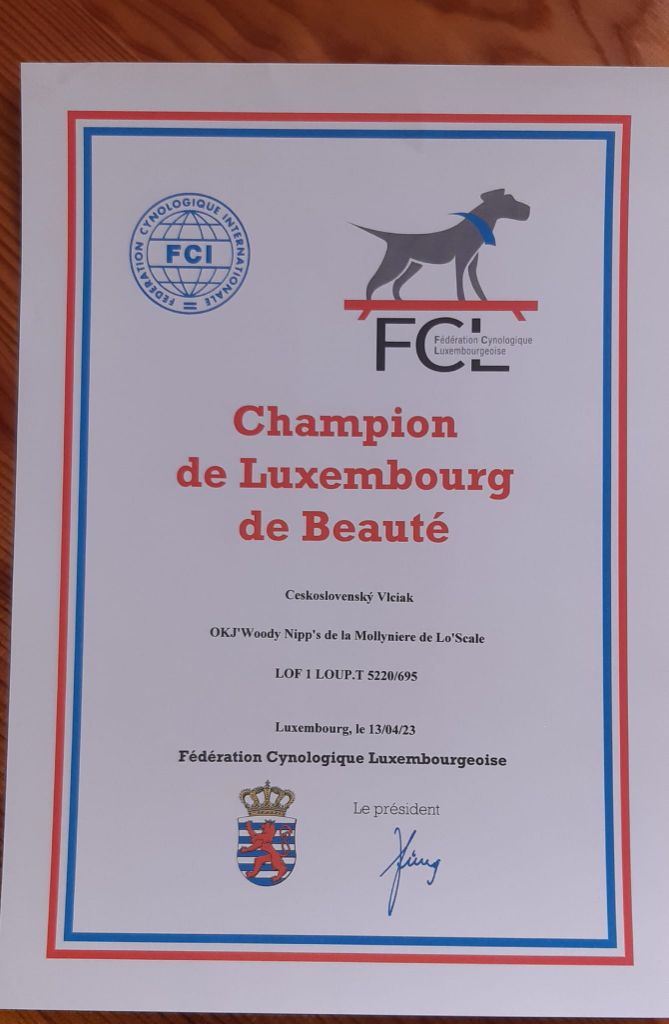 FEDERATION CYNOLOGIQUE INTERNATIONALE
FCI
FCL
Fédération Cynologique
Luxembourgeoise
Champion
de Luxembourg
de Beauté
Ceskoslovenský Vlciak
OKJ'Woody Nipp's de la Mollyniere de Lo'Scale
LOF 1 LOUP.T 5220/695
Luxembourg, le 13/04/23
Fédération Cynologique Luxembourgeoise
Le président